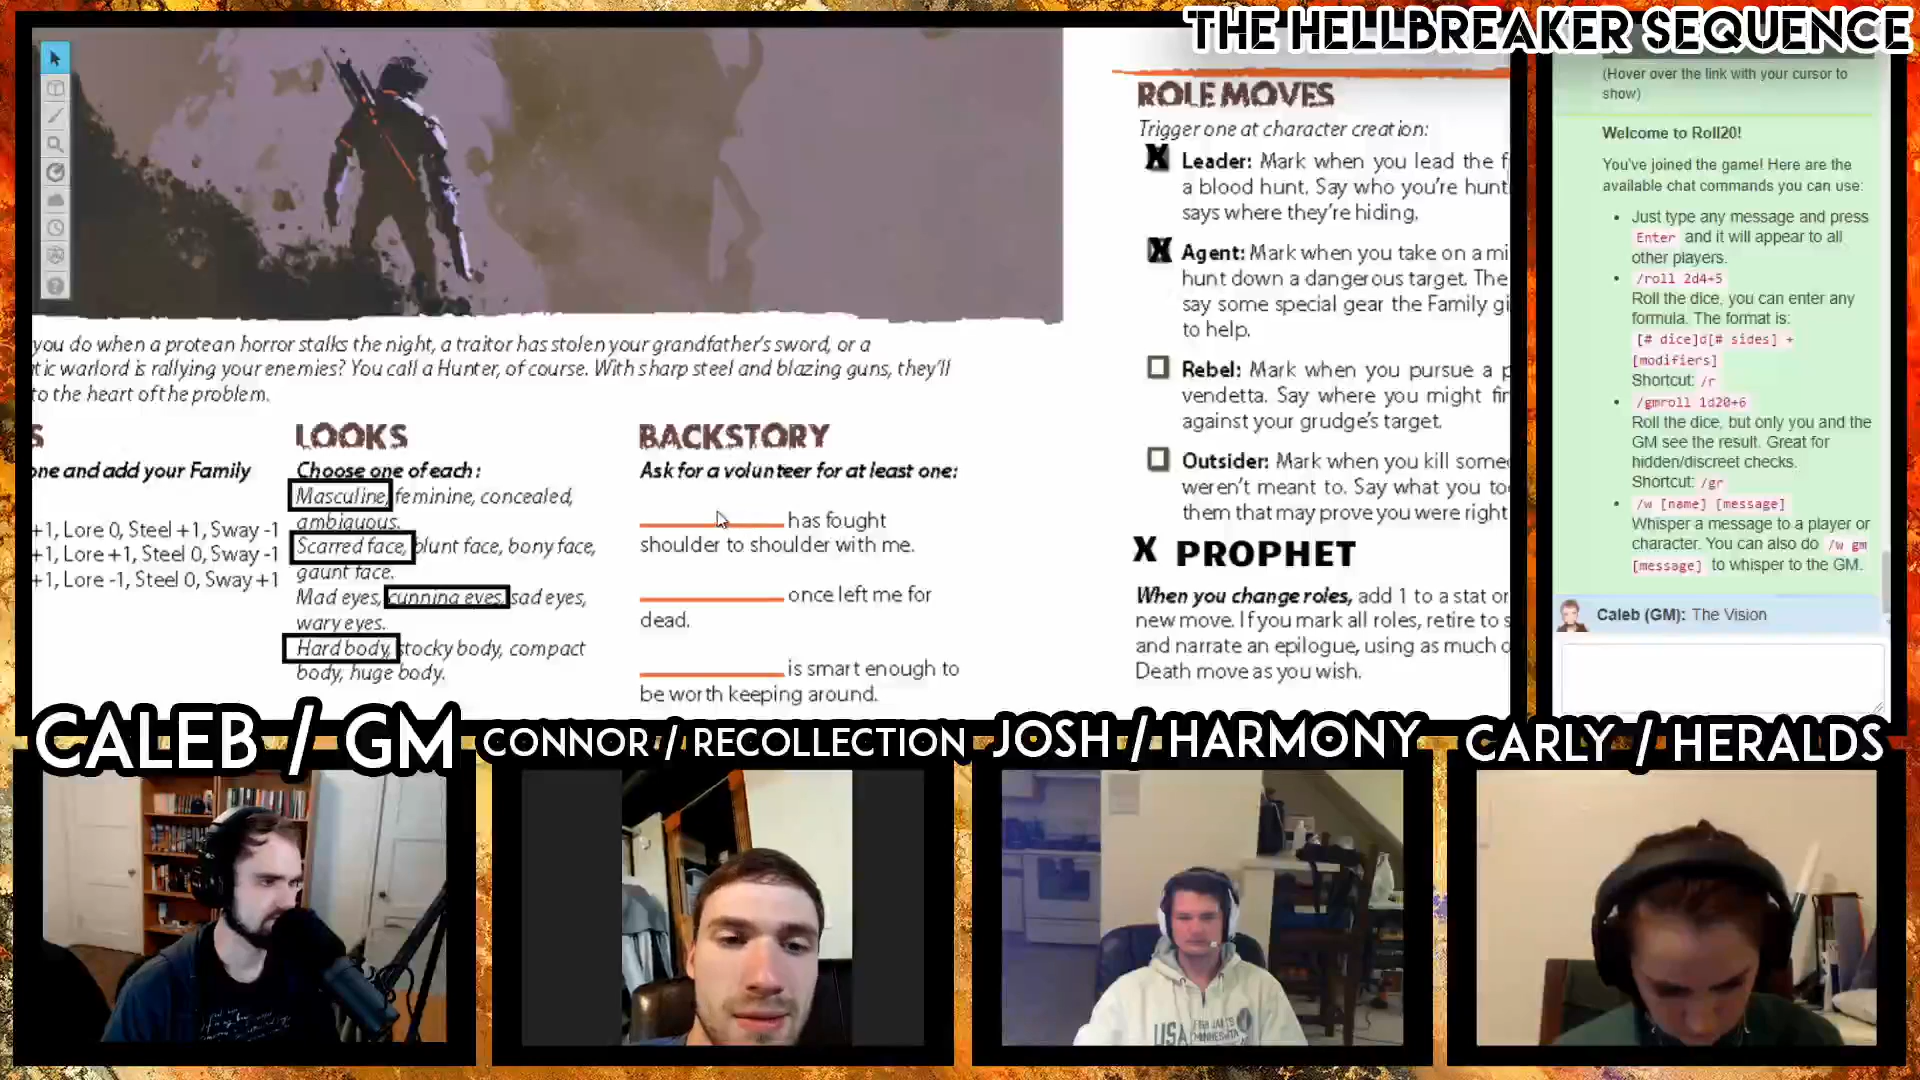 THE HELLBREAKER SEQUENCE
you do when a protean horror stalks the night, a traitor has stolen your grandfather's sword, or a
tic warlord is rallying your enemies? You call a Hunter, of course. With sharp steel and blazing guns, they'll
to the heart of the problem.
S
one and add your Family
+1, Lore 0, Steel +1, Sway -1
+1, Lore +1, Steel 0, Sway -1
+1, Lore -1, Steel 0, Sway +1
LOOKS
Choose one of each:
Masculine, feminine, concealed,
ambiguous.
Scarred face, blunt face, bony face,
gaunt face.
Mad eyes, cunning eyes, sad eyes,
wary eyes.
Hard body, stocky body, compact
body, huge body.
BACKSTORY
Ask for a volunteer for at least one:
has fought
shoulder to shoulder with me.
once left me for
dead.
is smart enough to
be worth keeping around.
ROLE MOVES
Trigger one at character creation:
X Leader: Mark when you lead the f
a blood hunt. Say who you're hunt
says where they're hiding.
X Agent: Mark when you take on a mi
hunt down a dangerous target. The
say some special gear the Family gi
to help.
Rebel: Mark when you pursue a p
vendetta. Say where you might fin
against your grudge's target.
Outsider: Mark when you kill some
weren't meant to. Say what you to
them that may prove you were right
X PROPHET
When you change roles, add 1 to a stat or
new move. If you mark all roles, retire to s
and narrate an epilogue, using as much o
Death move as you wish.
(Hover over the link with your cursor to
show)
Welcome to Roll20!
You've joined the game! Here are the
available chat commands you can use:
• Just type any message and press
Enter and it will appear to all
other players.
• /roll 2d4+5
Roll the dice, you can enter any
formula. The format is:
[# dice]d[# sides] +
[modifiers]
Shortcut: /r
• /gmroll 1d20+6
Roll the dice, but only you and the
GM see the result. Great for
hidden/discreet checks.
Shortcut: /gr
• /w [name] [message]
Whisper a message to a player or
character. You can also do /w gm
[message] to whisper to the GM.
Caleb (GM): The Vision
CALEB / GM
CONNOR / RECOLLECTION
JOSH / HARMONY
CARLY / HERALDS
USA